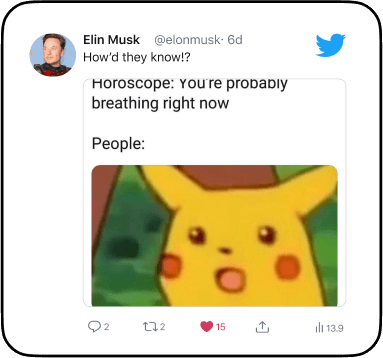 Elin Musk @elonmusk· 6d
How'd they know!?
Horoscope: You're probably
breathing right now
People:
2 2 15 13.9